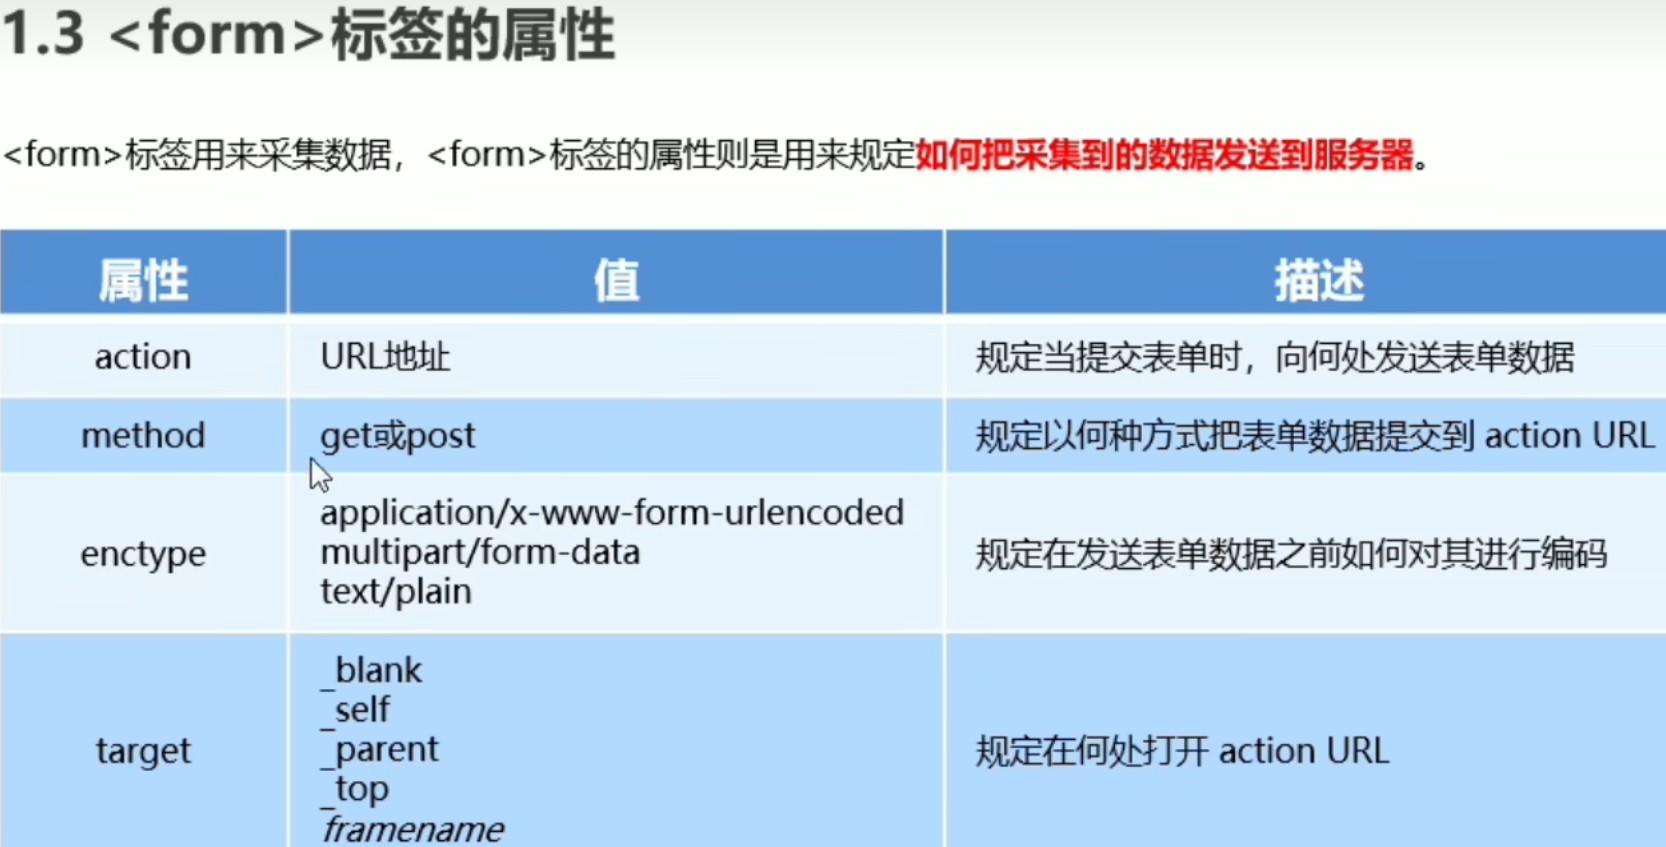 1.3 <form>标签的属性
<form>标签用来采集数据，<form>标签的属性则是用来规定如何把采集到的数据发送到服务器。
属性 值 描述
action URL地址 规定当提交表单时，向何处发送表单数据
method get或post 规定以何种方式把表单数据提交到 action URL
enctype application/x-www-form-urlencoded
multipart/form-data
text/plain 规定在发送表单数据之前如何对其进行编码
target _blank
_self
_parent
_top
framename 规定在何处打开 action URL